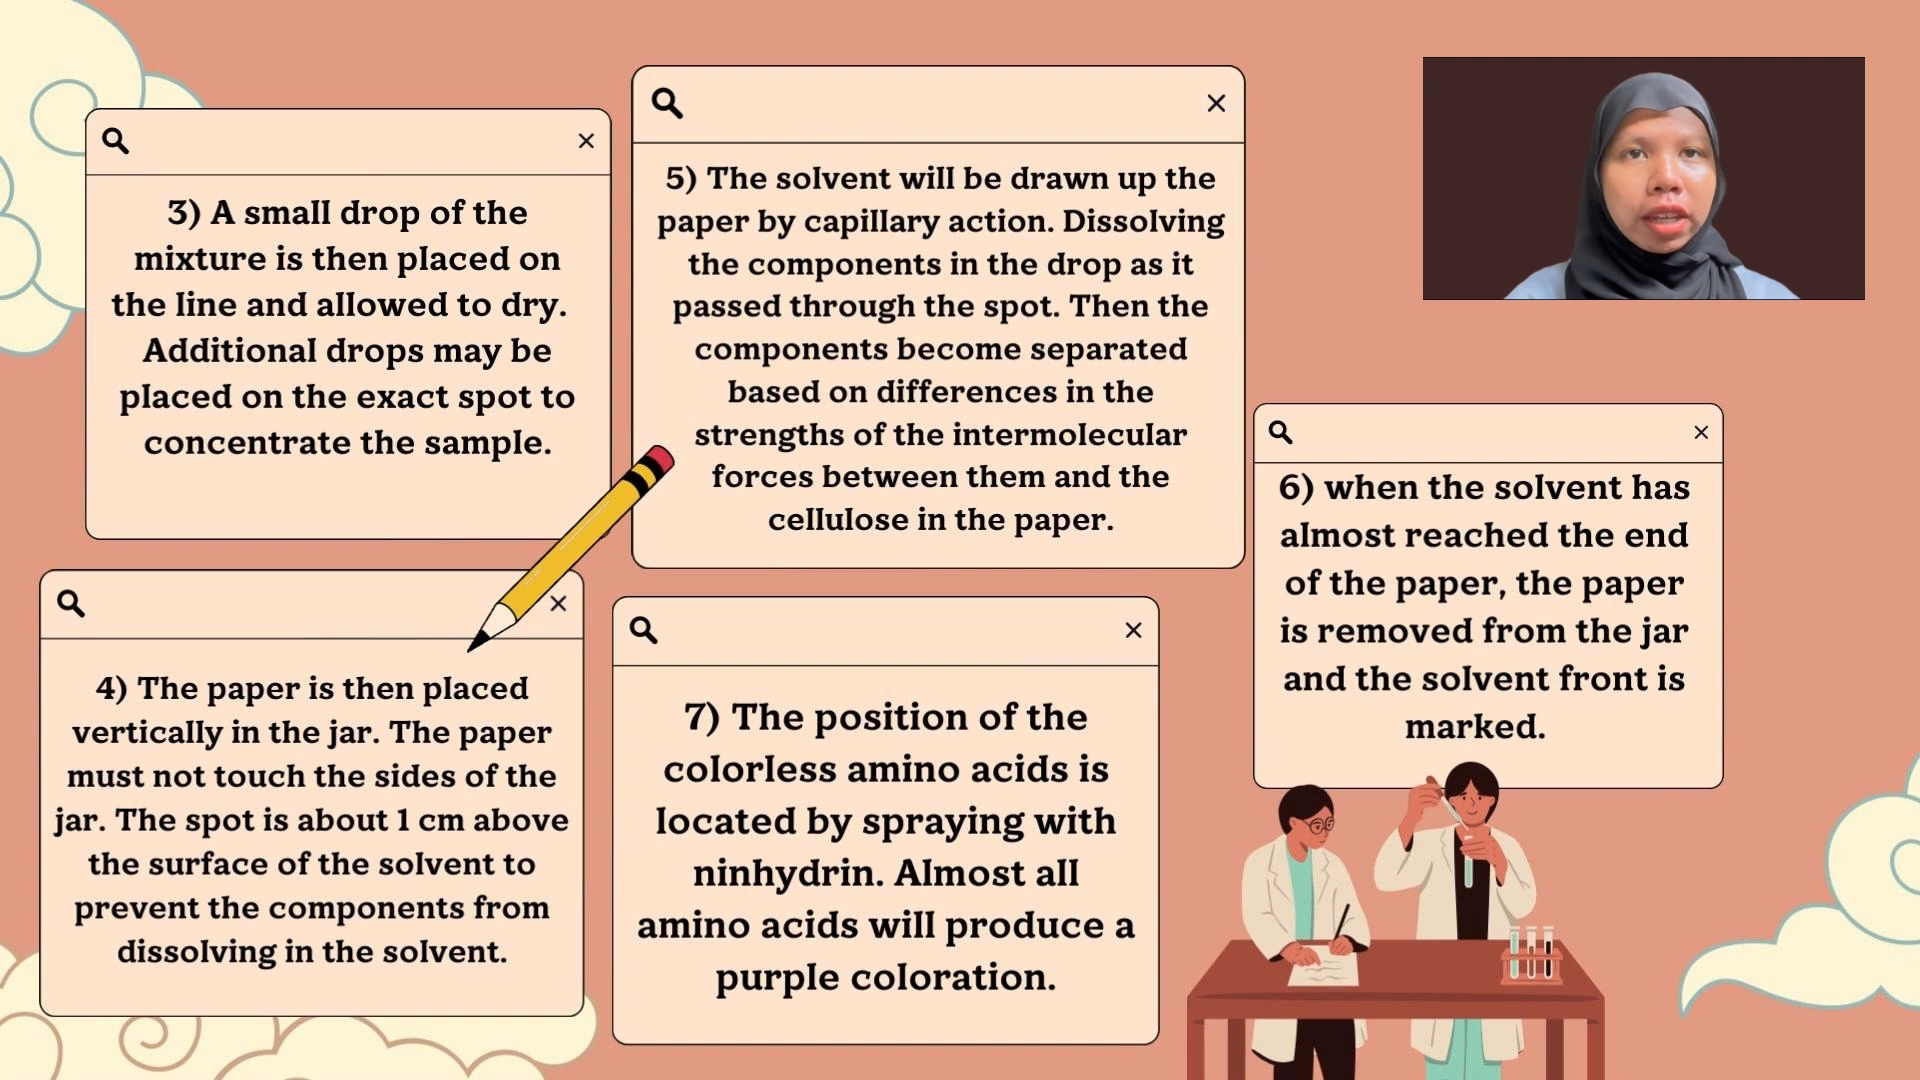 3) A small drop of the
mixture is then placed on
the line and allowed to dry.
Additional drops may be
placed on the exact spot to
concentrate the sample.
4) The paper is then placed
vertically in the jar. The paper
must not touch the sides of the
jar. The spot is about 1 cm above
the surface of the solvent to
prevent the components from
dissolving in the solvent.
5) The solvent will be drawn up the
paper by capillary action. Dissolving
the components in the drop as it
passed through the spot. Then the
components become separated
based on differences in the
strengths of the intermolecular
forces between them and the
cellulose in the paper.
6) when the solvent has
almost reached the end
of the paper, the paper
is removed from the jar
and the solvent front is
marked.
7) The position of the
colorless amino acids is
located by spraying with
ninhydrin. Almost all
amino acids will produce a
purple coloration.